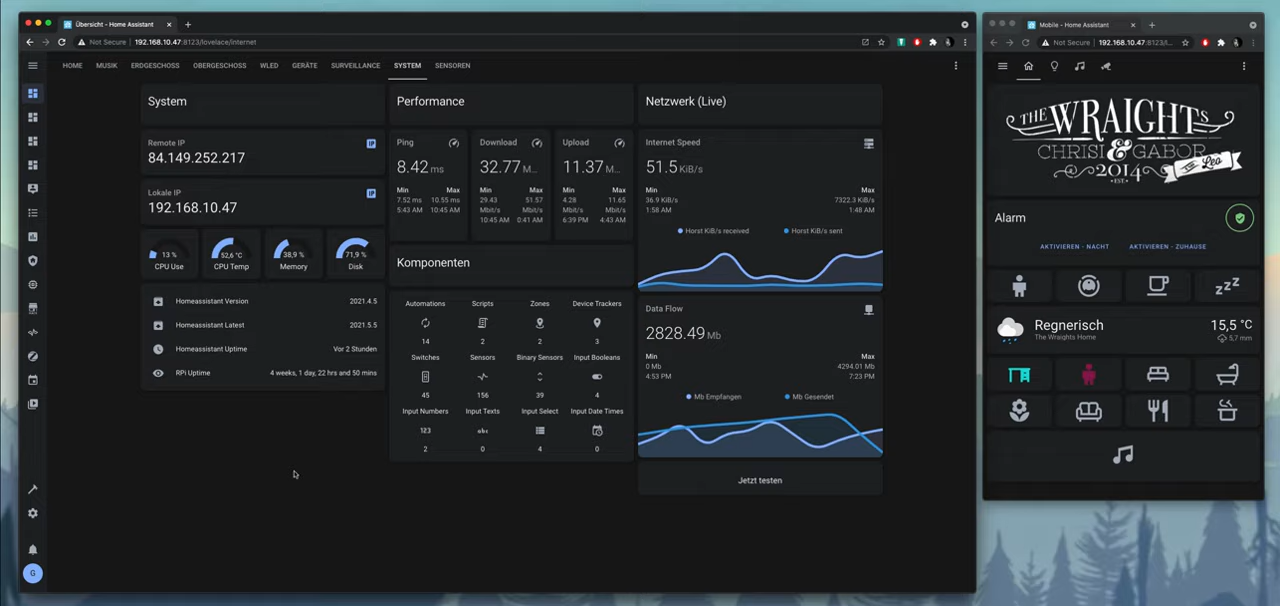 Übersicht - Home Assistant
Not Secure 192.168.10.47:8123/lovelace/internet
HOME MUSIK ERDGESCHOSS OBERGESCHOSS WLED GERÄTE SURVEILLANCE SYSTEM SENSOREN
System
Remote IP
IP
84.149.252.217
Lokale IP
IP
192.168.10.47
13 % 52,6 °C 38,9 % 71,9 %
CPU Use CPU Temp Memory Disk
Homeassistant Version 2021.4.5
Homeassistant Latest 2021.5.5
Homeassistant Uptime Vor 2 Stunden
RPi Uptime 4 weeks, 1 day, 22 hrs and 50 mins
G
Performance
Ping
8.42 ms
Min Max
7.52 ms 10.55 ms
5:43 AM 10:45 AM
Download
32.77 M...
Min Max
29.43 51.57
Mbit/s Mbit/s
10:45 AM 0:41 AM
Upload
11.37 M...
Min Max
4.28 11.65
Mbit/s Mbit/s
6:39 PM 4:43 AM
Komponenten
Automations Scripts Zones Device Trackers
14 2 2 3
Switches Sensors Binary Sensors Input Booleans
45 156 39 4
Input Numbers Input Texts Input Select Input Date Times
123 abc
2 0 4 0
Netzwerk (Live)
Internet Speed
51.5 KiB/s
Min Max
36.9 KiB/s 7322.3 KiB/s
1:58 AM 1:48 AM
Horst KiB/s received Horst KiB/s sent
Data Flow
2828.49 Mb
Min Max
0 Mb 4294.01 Mb
4:53 PM 7:23 PM
Mb Empfangen Mb Gesendet
Jetzt testen
Mobile - Home Assistant
Not Secure 192.168.10.47:8123/l...
THE WRAIGHTS
CHRISI & GABOR
THE Leo
EST.
2014
Alarm
AKTIVIEREN - NACHT AKTIVIEREN - ZUHAUSE
zzz
Regnerisch 15,5 °C
The Wraights Home 5,7 mm